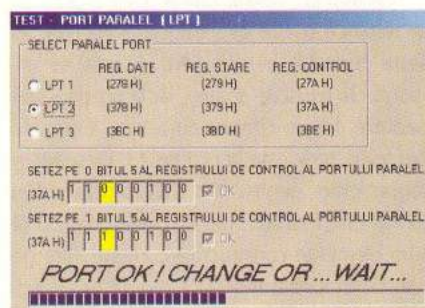 TEST - PORT PARALEL ( LPT )
SELECT PARALEL PORT
REG. DATE REG. STARE REG. CONTROL
LPT 1 (278 H) (279 H) (27A H)
LPT 2 (378 H) (379 H) (37A H)
LPT 3 (3BC H) (3BD H) (3BE H)
SETEZ PE 0 BITUL 5 AL REGISTRULUI DE CONTROL AL PORTULUI PARALEL
(37A H) 1 1 0 0 0 1 0 0 OK
SETEZ PE 1 BITUL 5 AL REGISTRULUI DE CONTROL AL PORTULUI PARALEL
(37A H) 1 1 1 0 0 1 0 0 OK
PORT OK ! CHANGE OR ... WAIT...